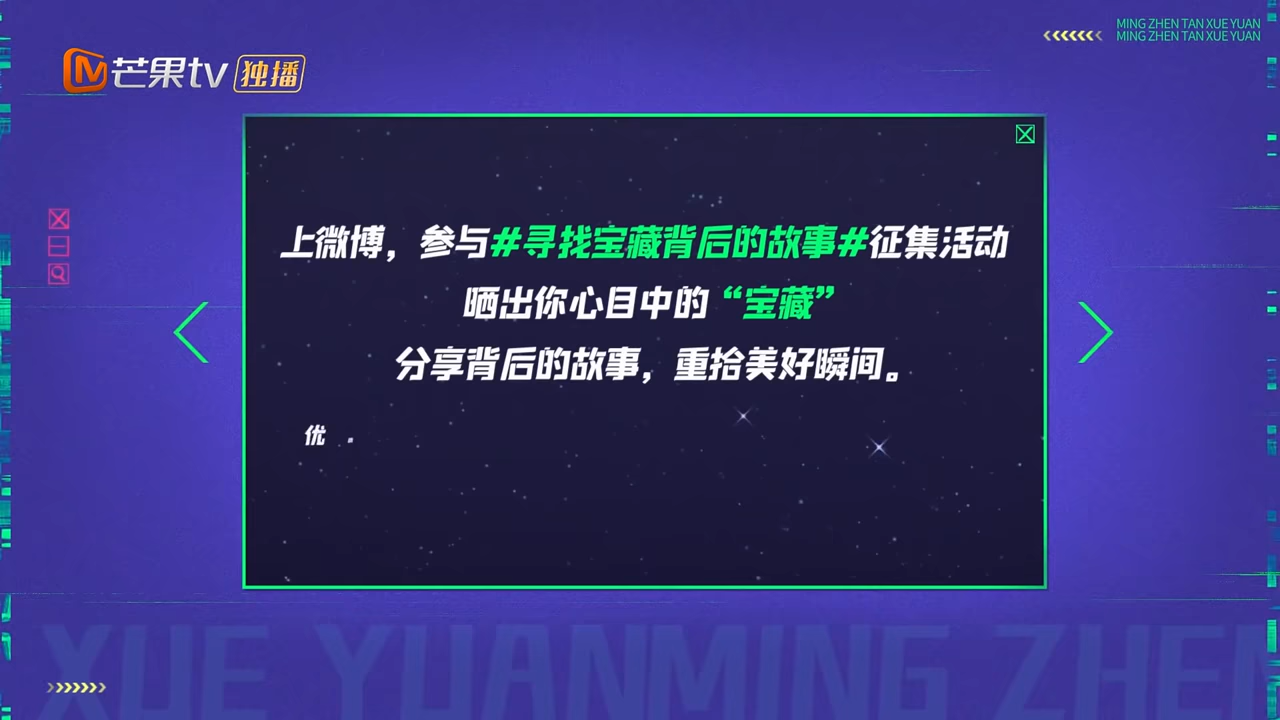 芒果tv 独播
MING ZHEN TAN XUE YUAN
MING ZHEN TAN XUE YUAN
上微博，参与#寻找宝藏背后的故事#征集活动
晒出你心目中的“宝藏”
分享背后的故事，重拾美好瞬间。
优
XUE YUANMING ZHEN